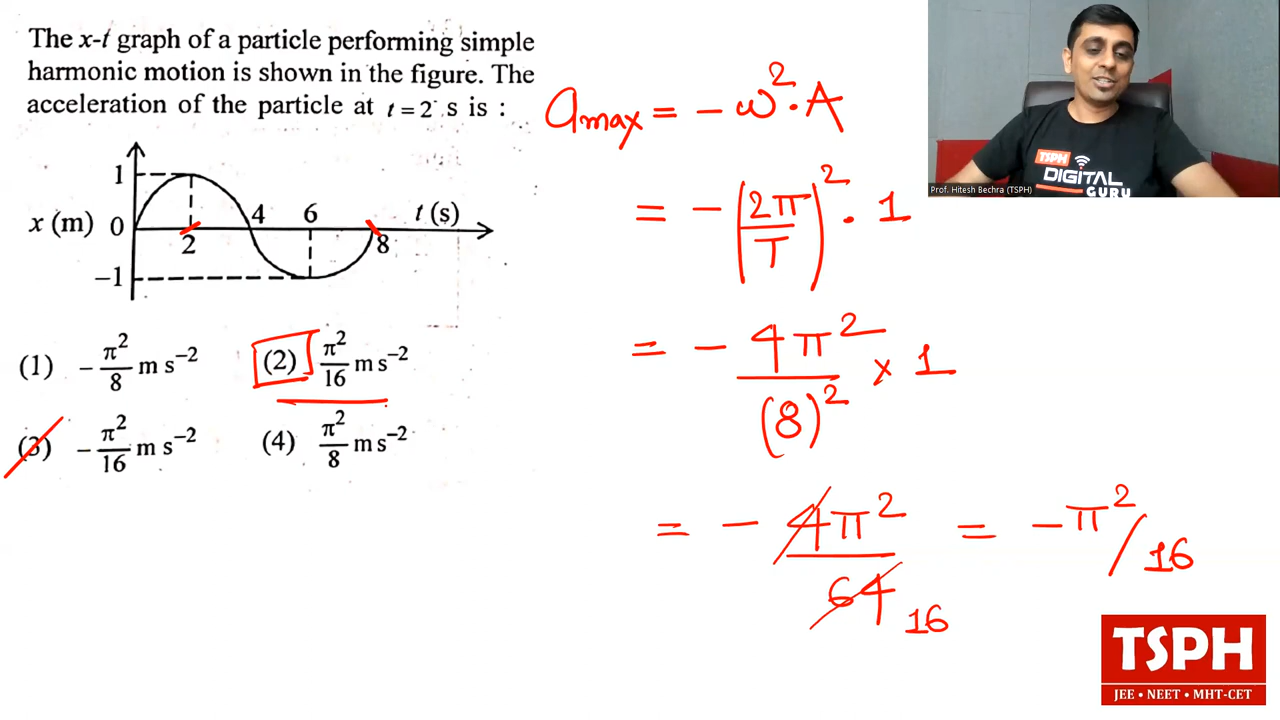 The x-t graph of a particle performing simple
harmonic motion is shown in the figure. The
acceleration of the particle at t = 2 s is :
1
x (m) 0
4 6 t (s)
2 8
−1
(1) −π²/8 m s⁻² (2) π²/16 m s⁻²
(3) −π²/16 m s⁻² (4) π²/8 m s⁻²
amax = − ω² · A
= − (2π/T)² · 1
= − 4π²/(8)² × 1
= − 4π²/64 16 = − π²/16
TSPH
DIGITAL
GURU
Prof. Hitesh Bechra (TSPH)
TSPH
JEE • NEET • MHT-CET